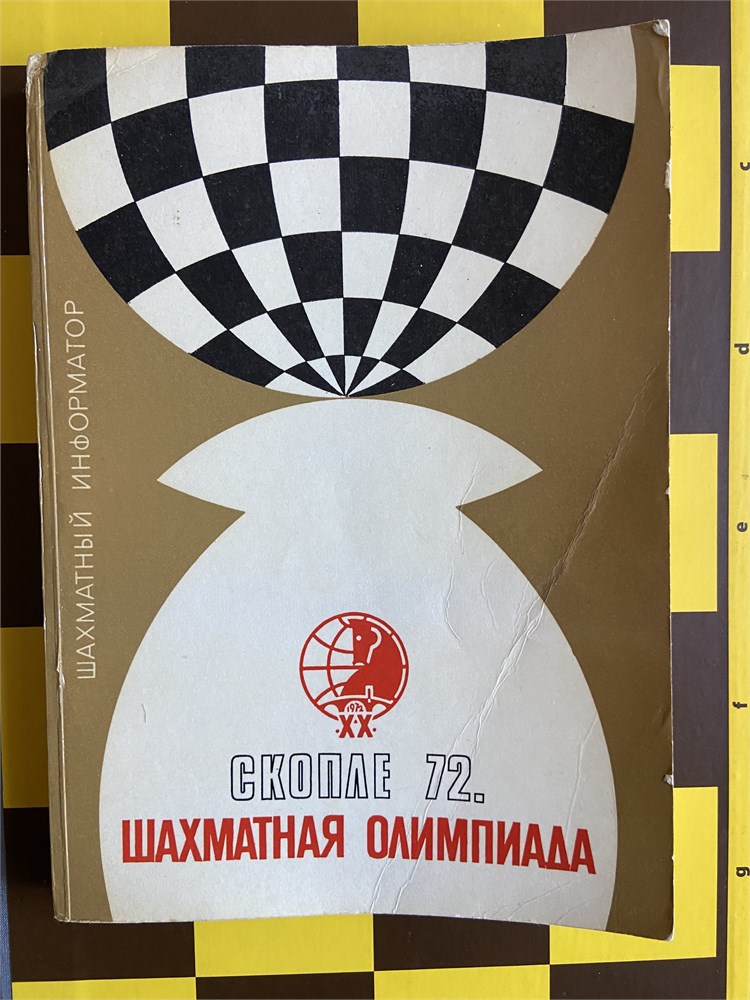 ШАХМАТНЫЙ ИНФОРМАТОР
1972
·XX·
СКОПЛЕ 72.
ШАХМАТНАЯ ОЛИМПИАДА
c
d
e
f
g